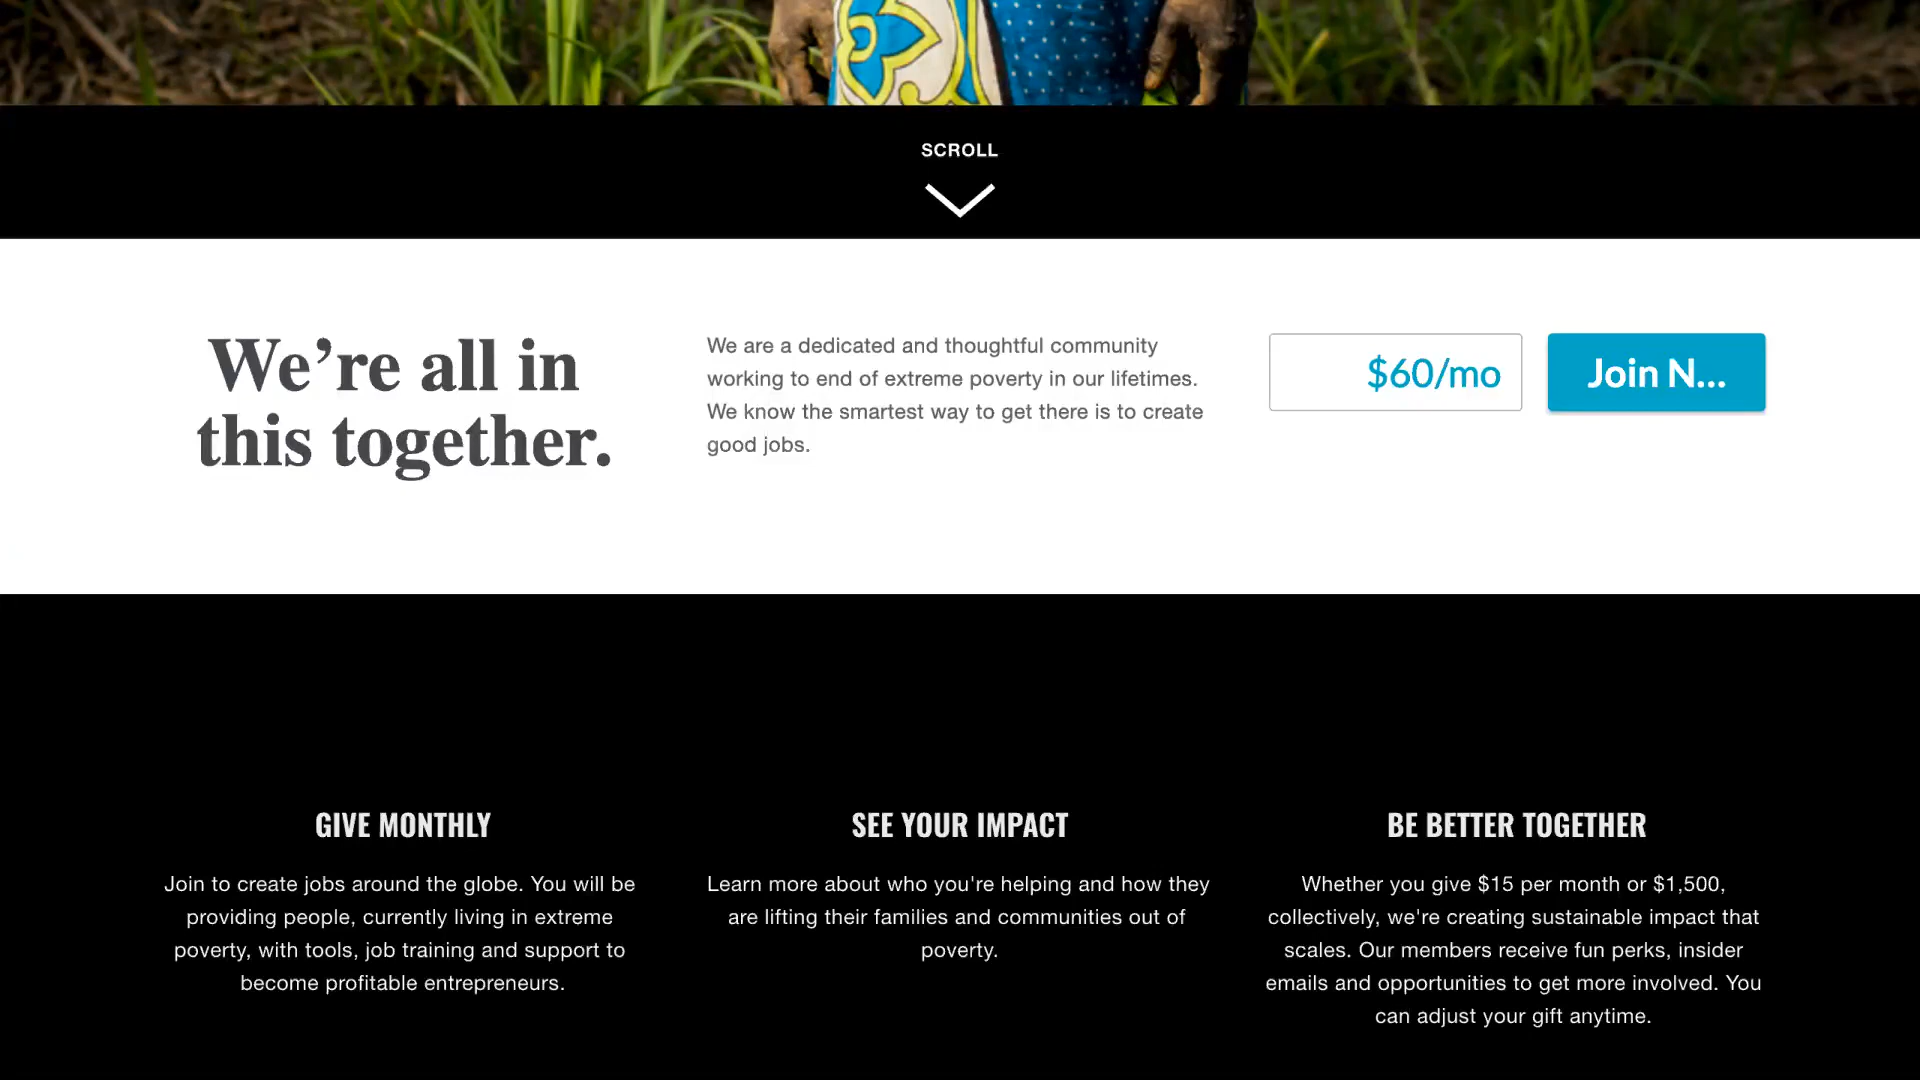 SCROLL
We’re all in
this together.
We are a dedicated and thoughtful community
working to end of extreme poverty in our lifetimes.
We know the smartest way to get there is to create
good jobs.
$60/mo
Join N...
GIVE MONTHLY
Join to create jobs around the globe. You will be
providing people, currently living in extreme
poverty, with tools, job training and support to
become profitable entrepreneurs.
SEE YOUR IMPACT
Learn more about who you're helping and how they
are lifting their families and communities out of
poverty.
BE BETTER TOGETHER
Whether you give $15 per month or $1,500,
collectively, we're creating sustainable impact that
scales. Our members receive fun perks, insider
emails and opportunities to get more involved. You
can adjust your gift anytime.